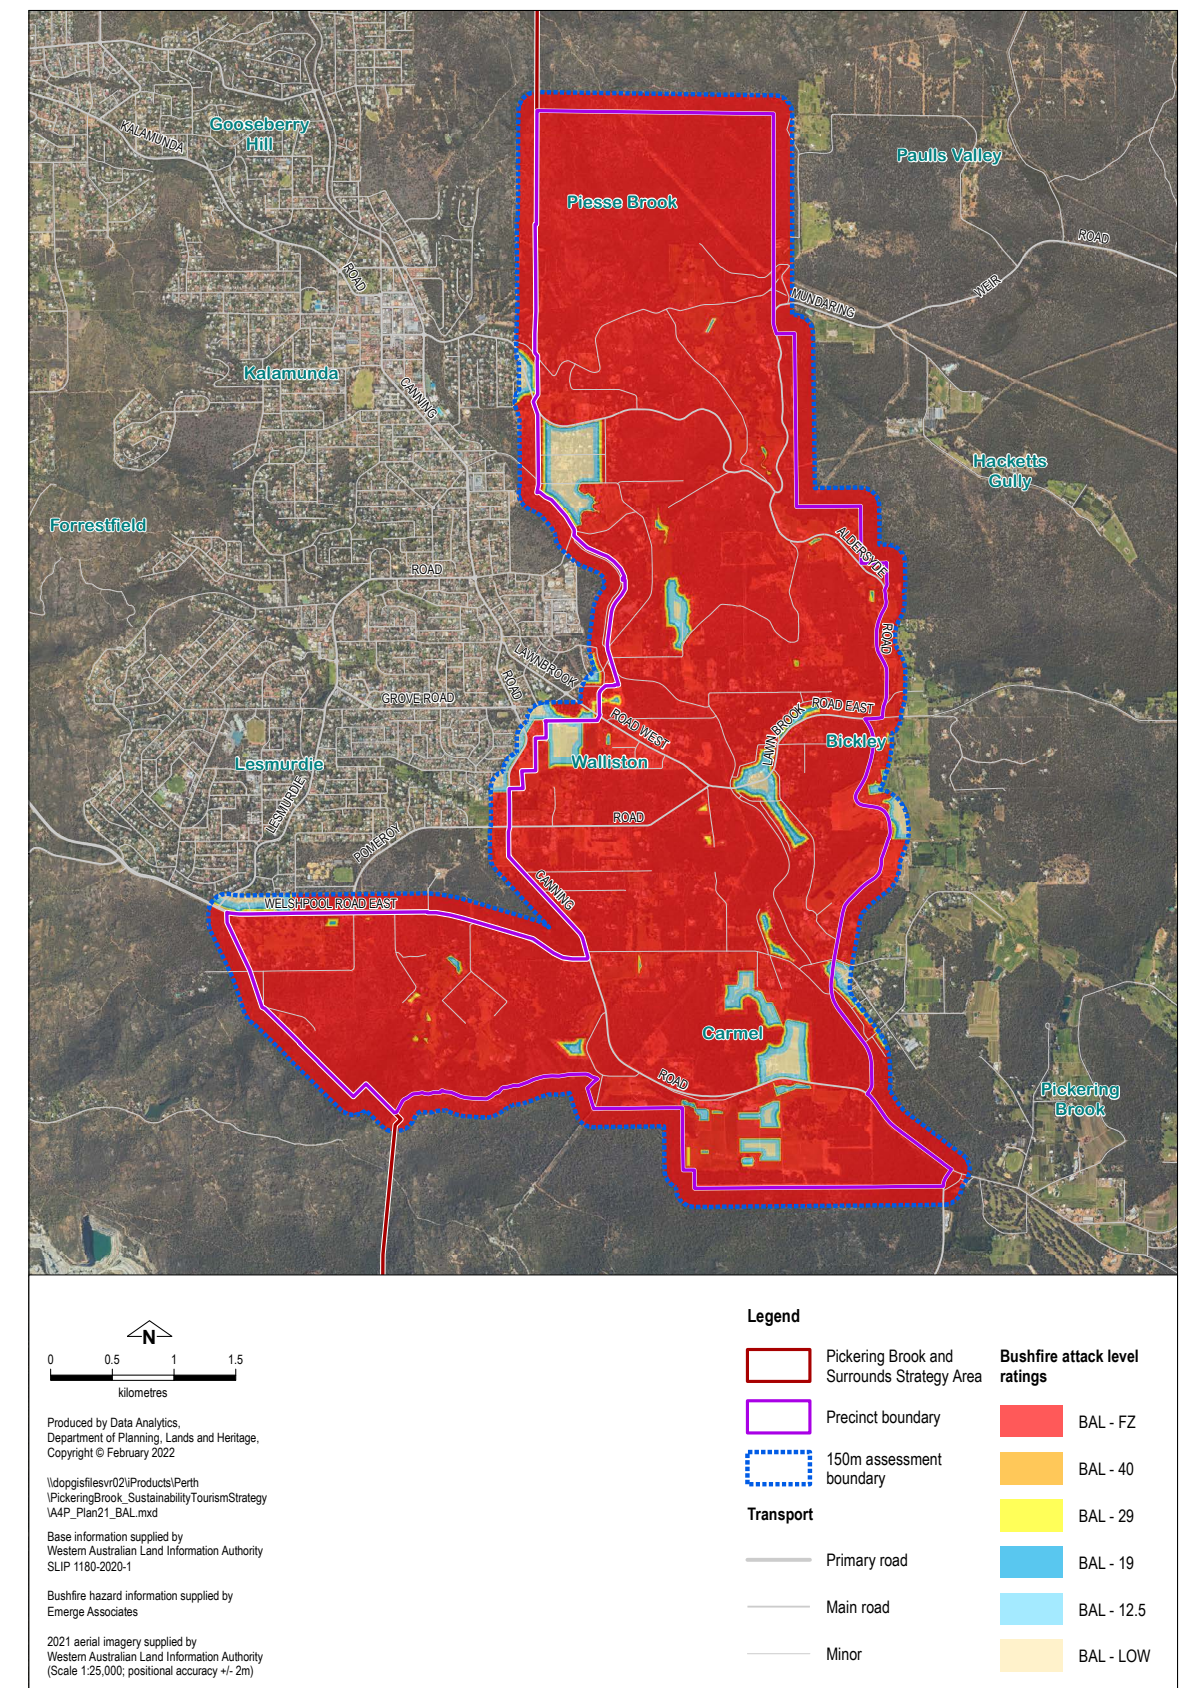 Gooseberry
Hill
KALAMUNDA
Paulls Valley
Piesse Brook
ROAD
ROAD
WEIR
MUNDARING
Kalamunda
CANNING
Hacketts
Gully
Forrestfield
ALDERSYDE
ROAD
ROAD
LAWNBROOK
ROAD
GROVE ROAD
ROAD WEST
LAWN BROOK
ROAD EAST
Bickley
Walliston
Lesmurdie
LESMURDIE
POMEROY
ROAD
CANNING
WELSHPOOL ROAD EAST
Carmel
ROAD
Pickering
Brook
N
0 0.5 1 1.5
kilometres
Produced by Data Analytics,
Department of Planning, Lands and Heritage,
Copyright © February 2022
\\dopgisfilesvr02\iProducts\Perth
\PickeringBrook_SustainabilityTourismStrategy
\A4P_Plan21_BAL.mxd
Base information supplied by
Western Australian Land Information Authority
SLIP 1180-2020-1
Bushfire hazard information supplied by
Emerge Associates
2021 aerial imagery supplied by
Western Australian Land Information Authority
(Scale 1:25,000; positional accuracy +/- 2m)
Legend
Pickering Brook and
Surrounds Strategy Area
Precinct boundary
150m assessment
boundary
Transport
Primary road
Main road
Minor
Bushfire attack level
ratings
BAL - FZ
BAL - 40
BAL - 29
BAL - 19
BAL - 12.5
BAL - LOW